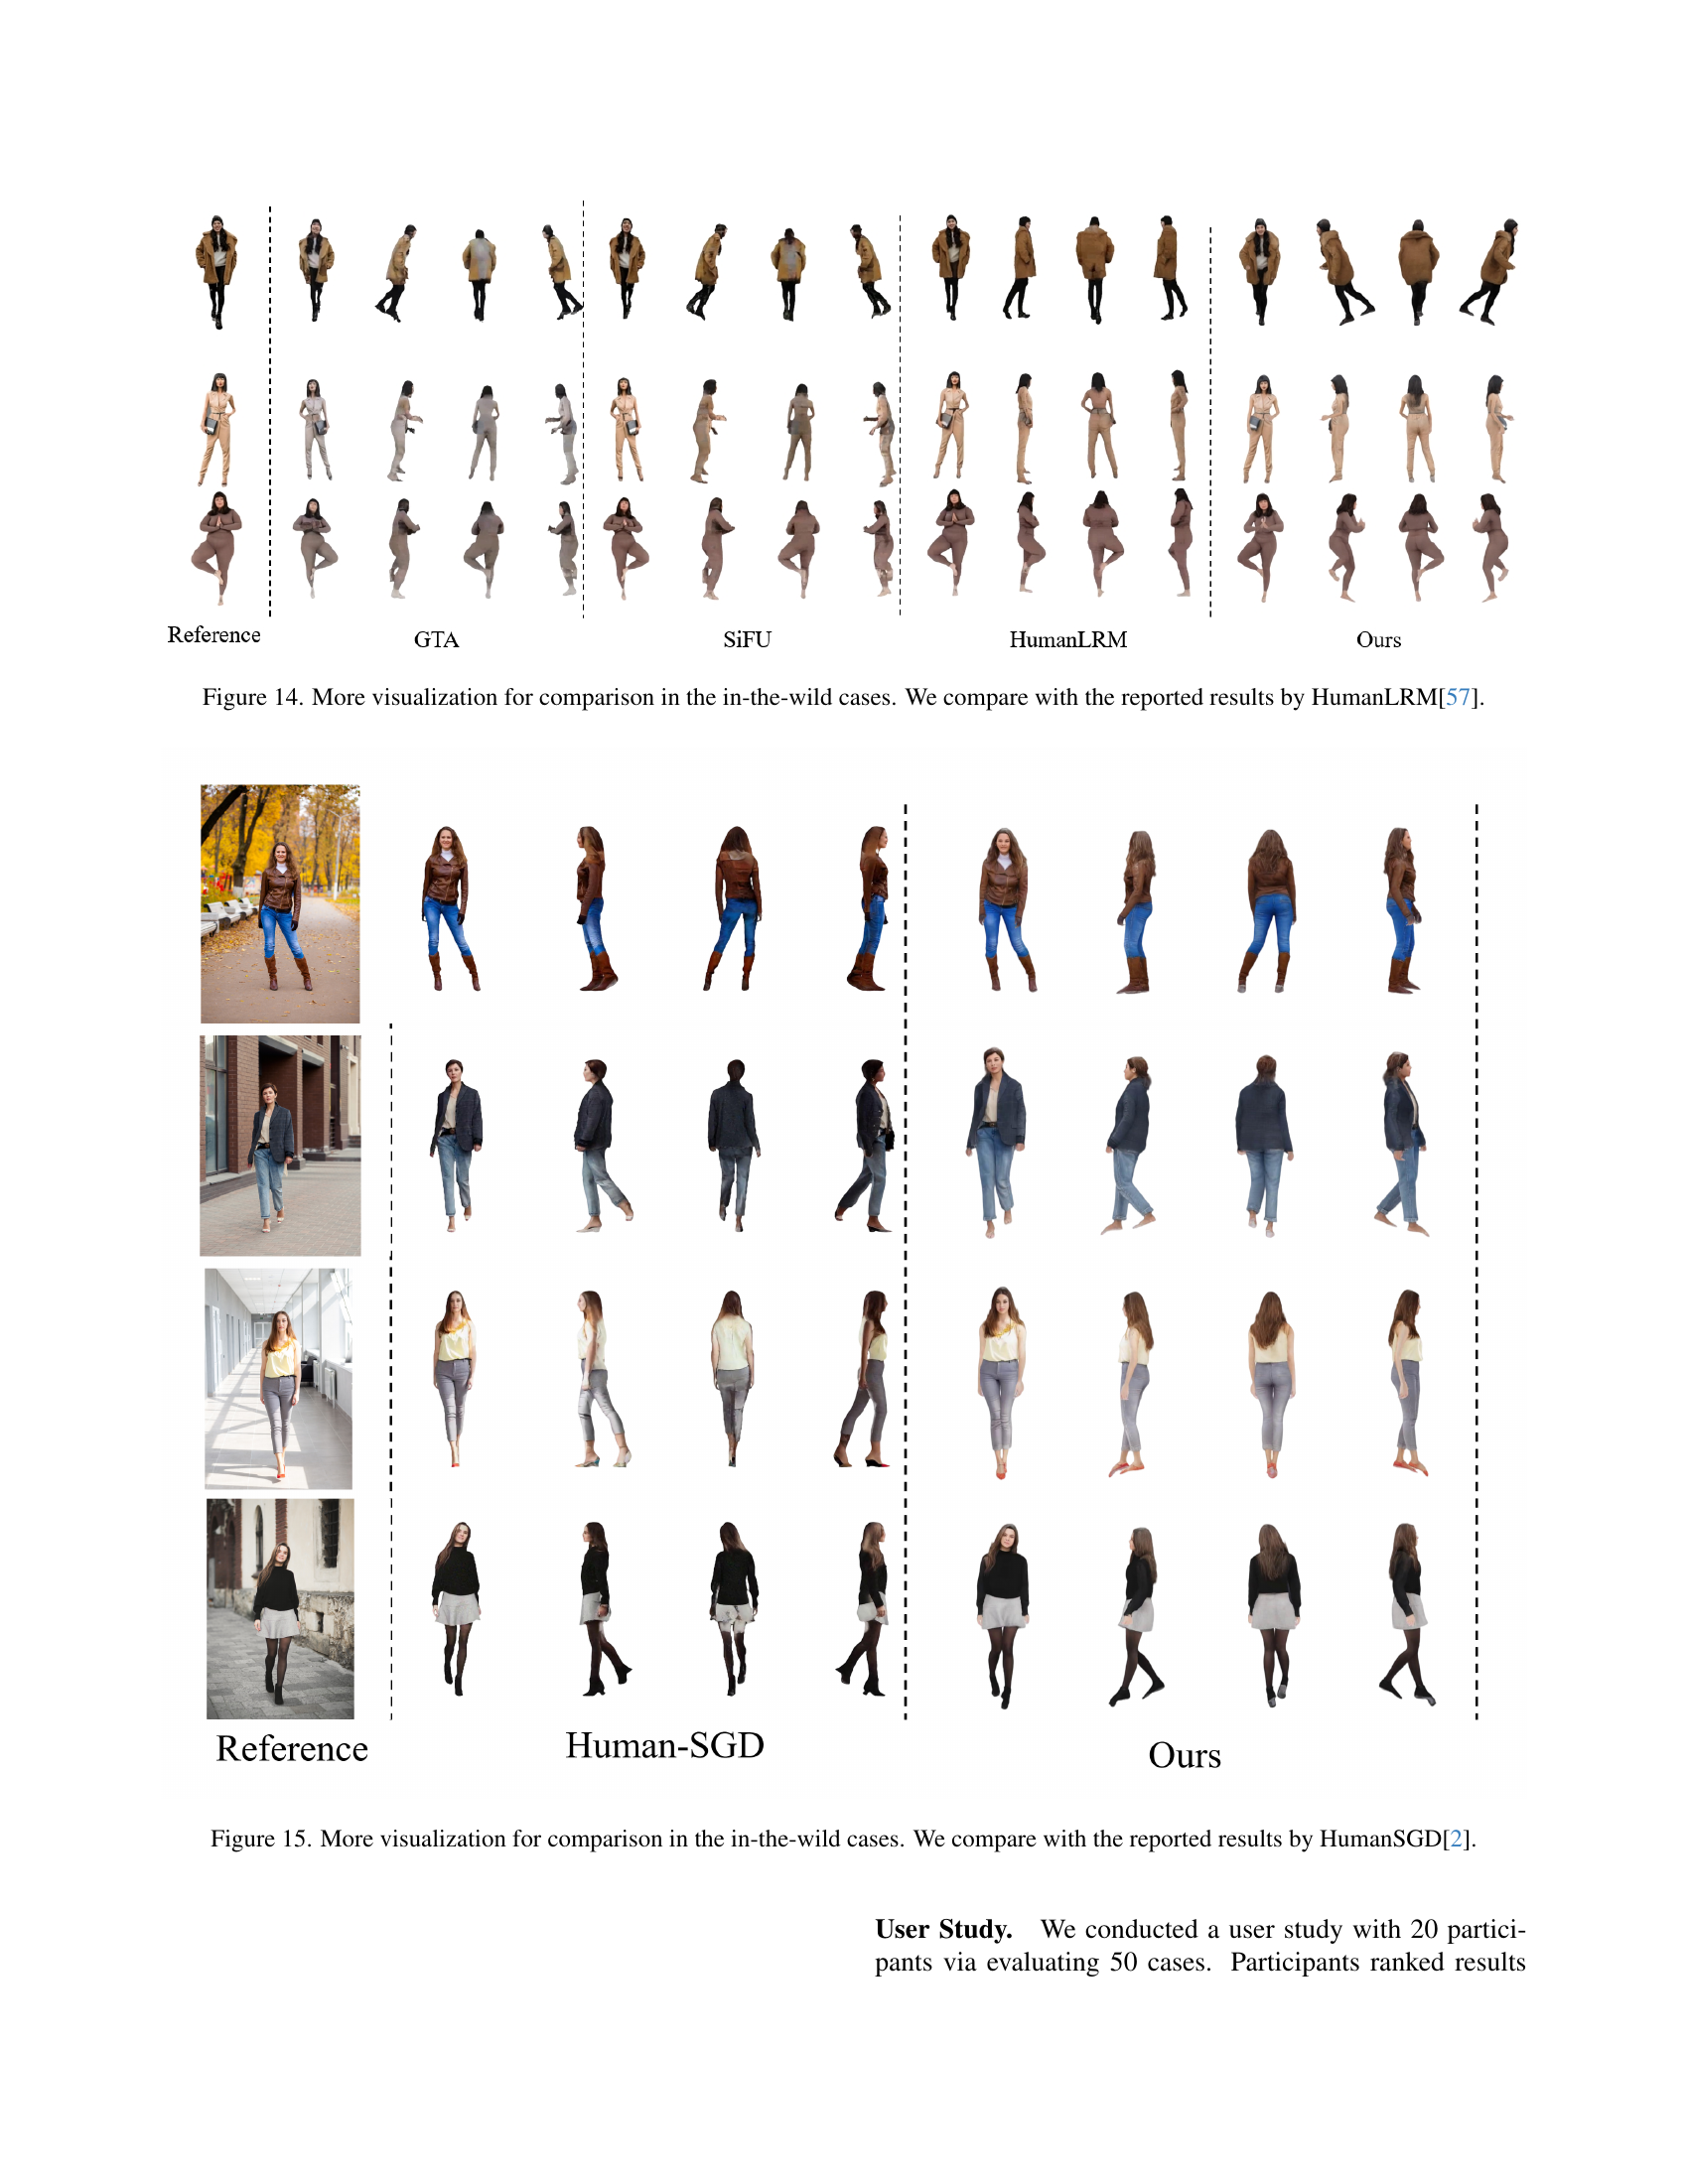 Reference GTA SiFU HumanLRM Ours
Figure 14. More visualization for comparison in the in-the-wild cases. We compare with the reported results by HumanLRM[57].
Reference Human-SGD Ours
Figure 15. More visualization for comparison in the in-the-wild cases. We compare with the reported results by HumanSGD[2].
User Study. We conducted a user study with 20 partici-
pants via evaluating 50 cases. Participants ranked results